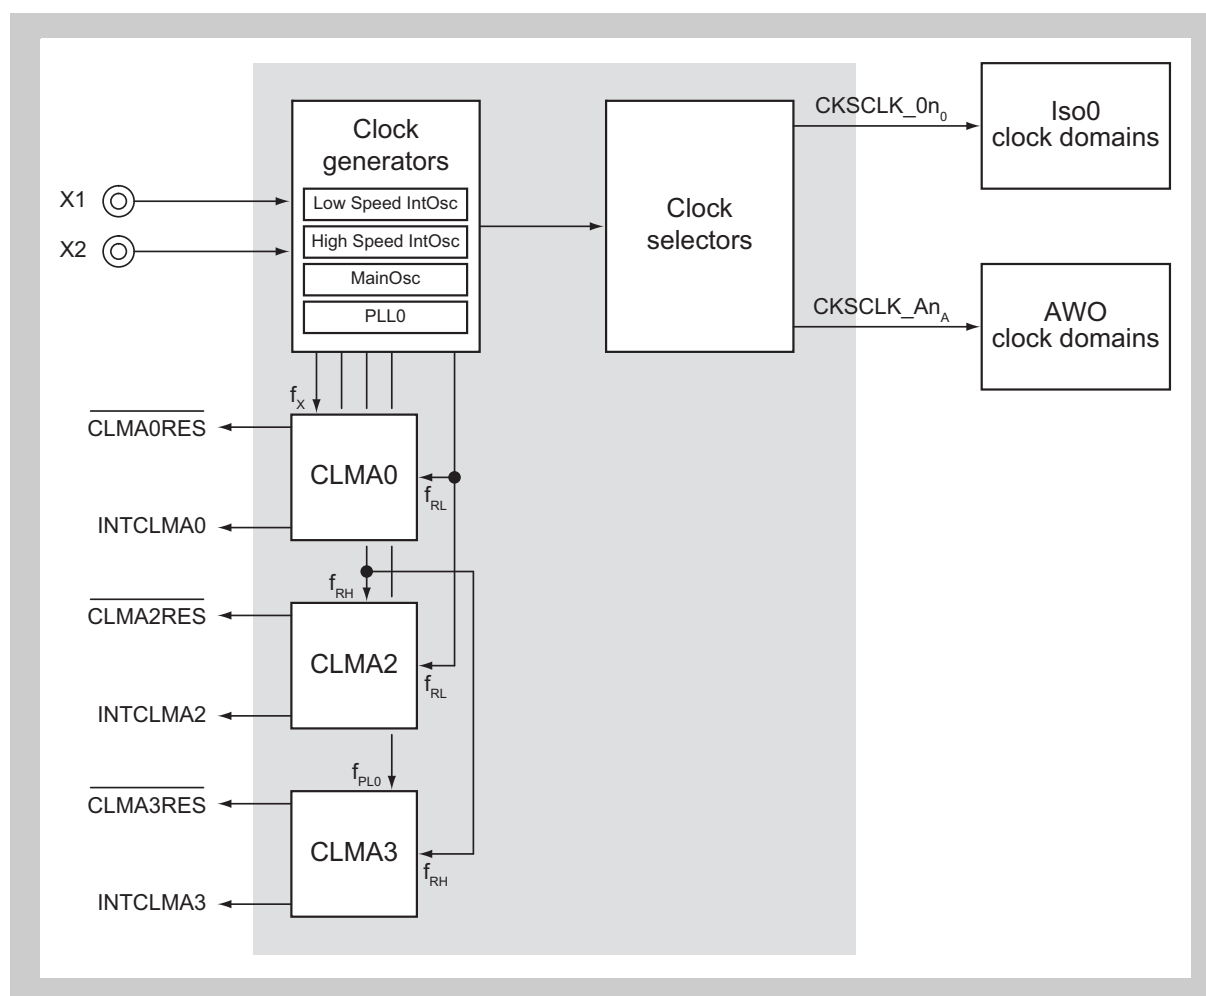 Clock
generators
Low Speed IntOsc
High Speed IntOsc
MainOsc
PLL0
X1
X2
Clock
selectors
CKSCLK_0n0
Iso0
clock domains
CKSCLK_AnA
AWO
clock domains
fX
CLMA0RES
CLMA0
fRL
INTCLMA0
fRH
CLMA2RES
CLMA2
fRL
INTCLMA2
fPL0
CLMA3RES
CLMA3
fRH
INTCLMA3